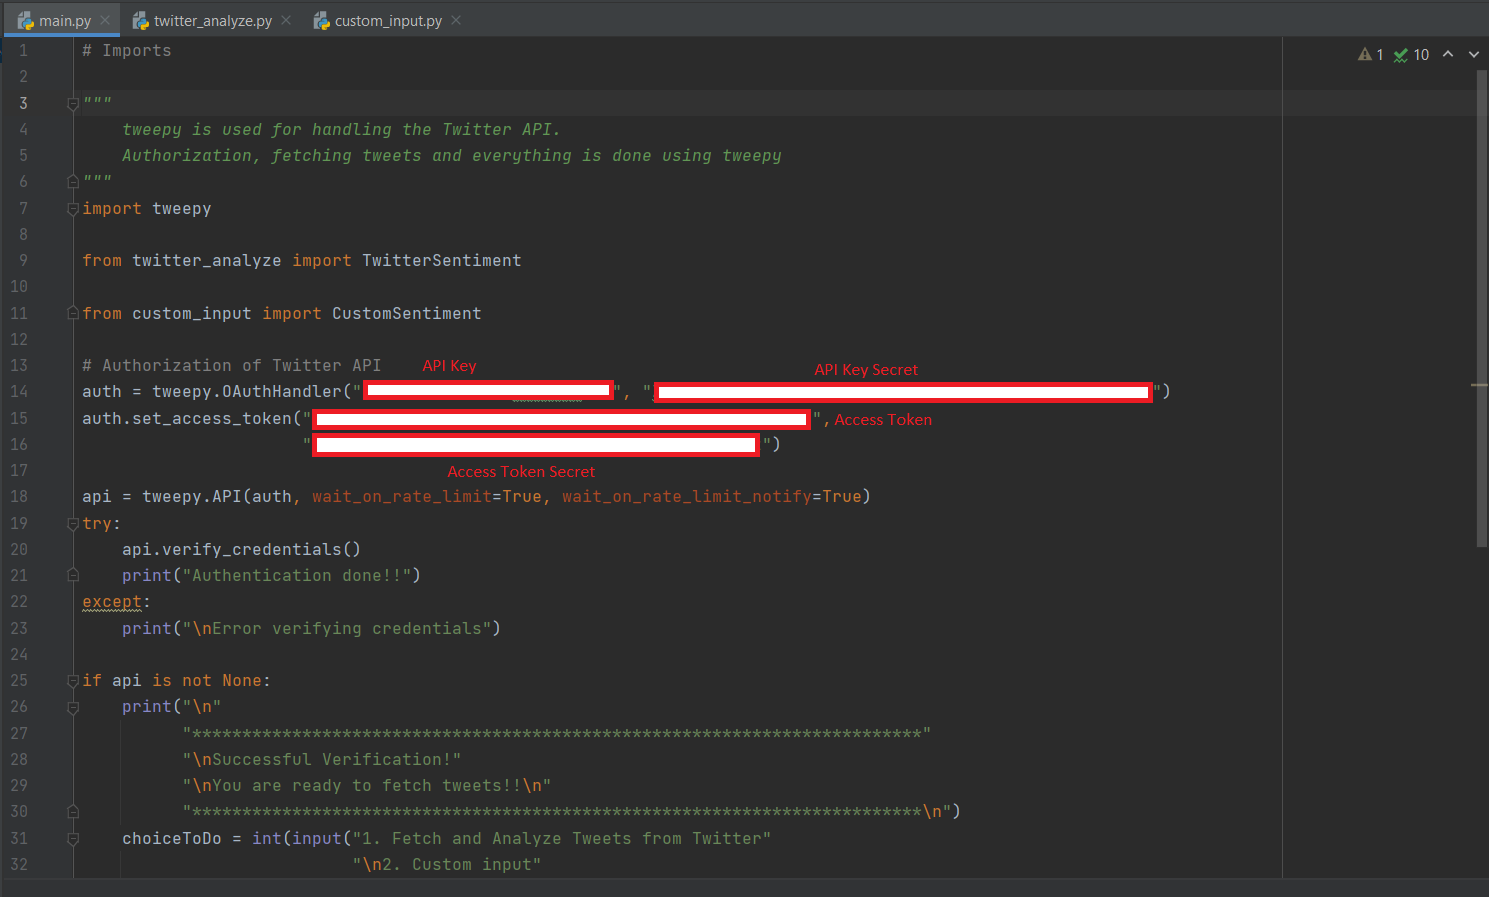 main.py twitter_analyze.py custom_input.py
1 # Imports 1 10
2
3 """
4 tweepy is used for handling the Twitter API.
5 Authorization, fetching tweets and everything is done using tweepy
6 """
7 import tweepy
8
9 from twitter_analyze import TwitterSentiment
10
11 from custom_input import CustomSentiment
12
13 # Authorization of Twitter API API Key API Key Secret
14 auth = tweepy.OAuthHandler("", "")
15 auth.set_access_token("", Access Token
16 "")
17 Access Token Secret
18 api = tweepy.API(auth, wait_on_rate_limit=True, wait_on_rate_limit_notify=True)
19 try:
20 api.verify_credentials()
21 print("Authentication done!!")
22 except:
23 print("\nError verifying credentials")
24
25 if api is not None:
26 print("\n"
27 "*************************************************************************"
28 "\nSuccessful Verification!"
29 "\nYou are ready to fetch tweets!!\n"
30 "*************************************************************************\n")
31 choiceToDo = int(input("1. Fetch and Analyze Tweets from Twitter"
32 "\n2. Custom input"